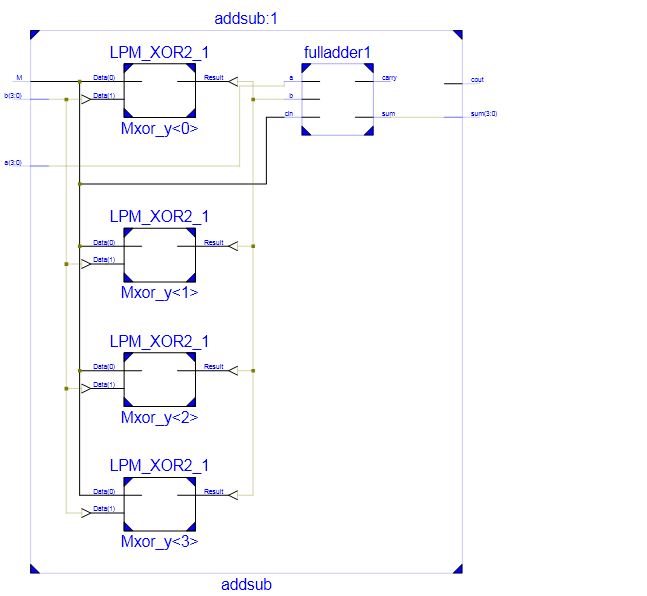 addsub:1
LPM_XOR2_1
fulladder1
M
Data(0)
Result
a
carry
cout
b(3:0)
Data(1)
b
cin
sum
sum(3:0)
Mxor_y<0>
a(3:0)
LPM_XOR2_1
Data(0)
Result
Data(1)
Mxor_y<1>
LPM_XOR2_1
Data(0)
Result
Data(1)
Mxor_y<2>
LPM_XOR2_1
Data(0)
Result
Data(1)
Mxor_y<3>
addsub